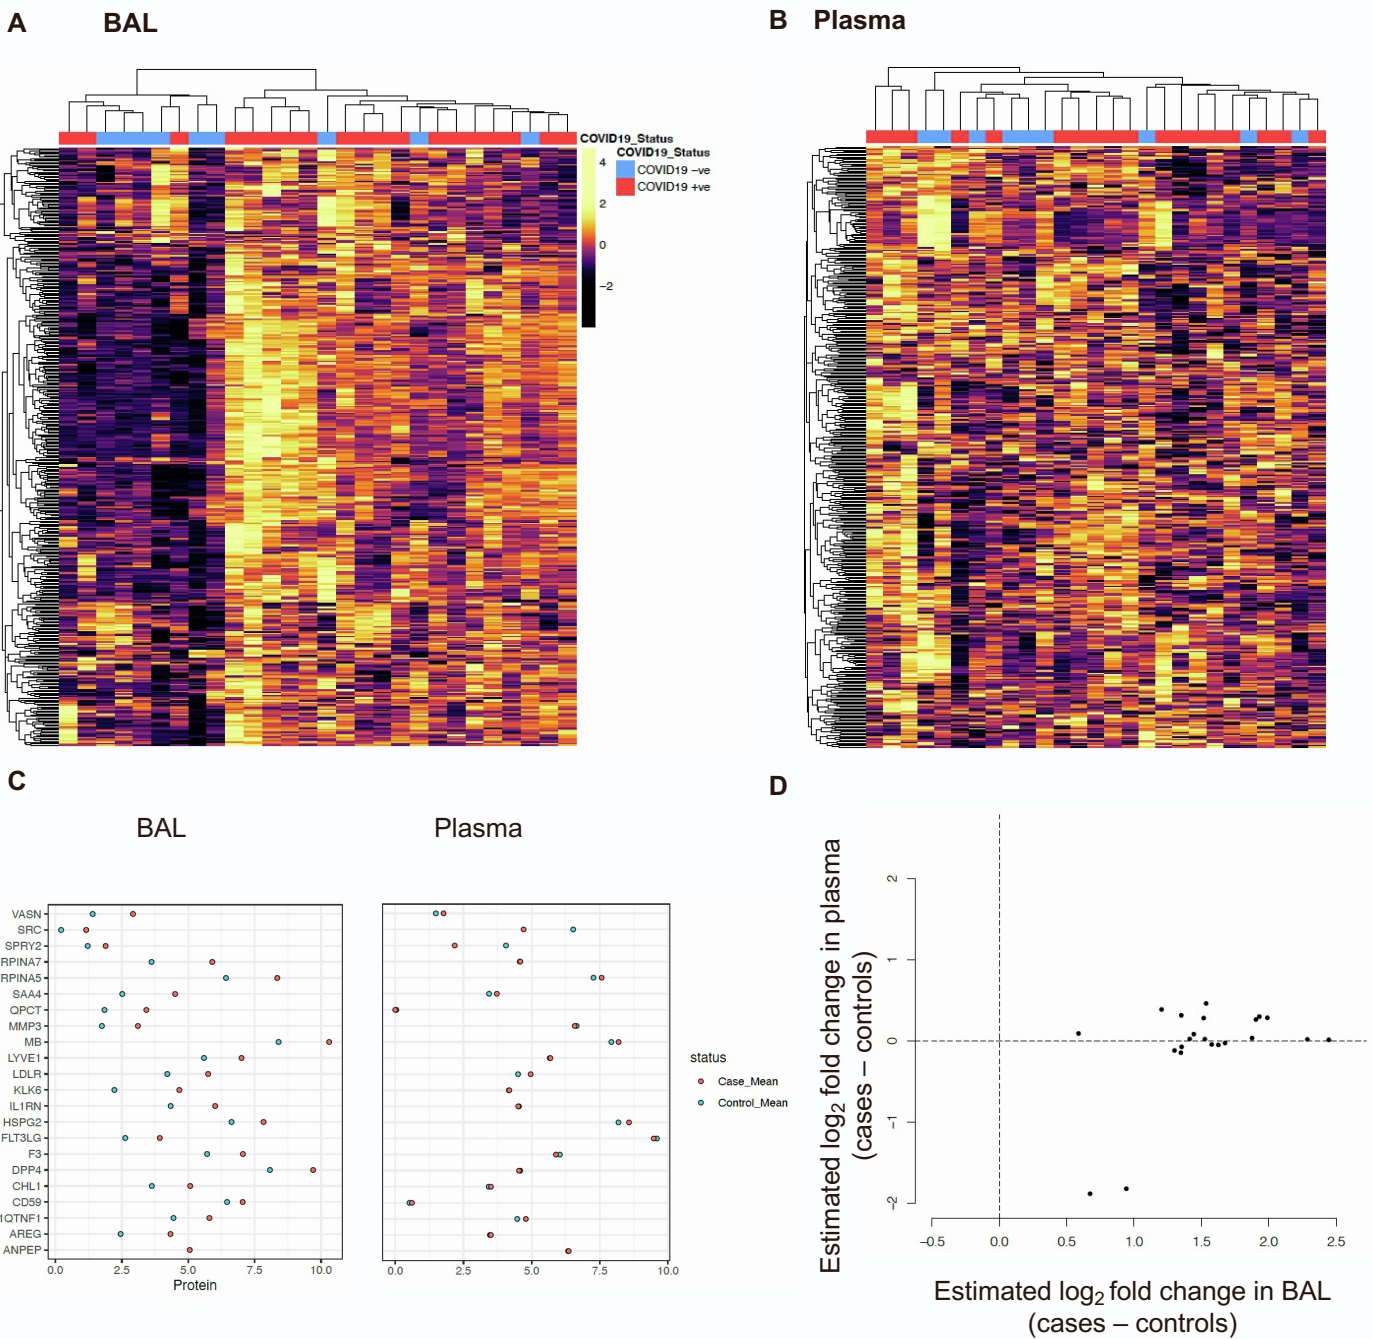 A BAL
B Plasma
COVID19_Status
COVID19_Status
COVID19 −ve
COVID19 +ve
4
2
0
−2
C
D
BAL
Plasma
VASN
SRC
SPRY2
RPINA7
RPINA5
SAA4
QPCT
MMP3
MB
LYVE1
LDLR
KLK6
IL1RN
HSPG2
FLT3LG
F3
DPP4
CHL1
CD59
1QTNF1
AREG
ANPEP
0.0 2.5 5.0 7.5 10.0
Protein
0.0 2.5 5.0 7.5 10.0
status
Case_Mean
Control_Mean
Estimated log2 fold change in plasma
(cases – controls)
2
1
0
−1
−2
−0.5 0.0 0.5 1.0 1.5 2.0 2.5
Estimated log2 fold change in BAL
(cases – controls)